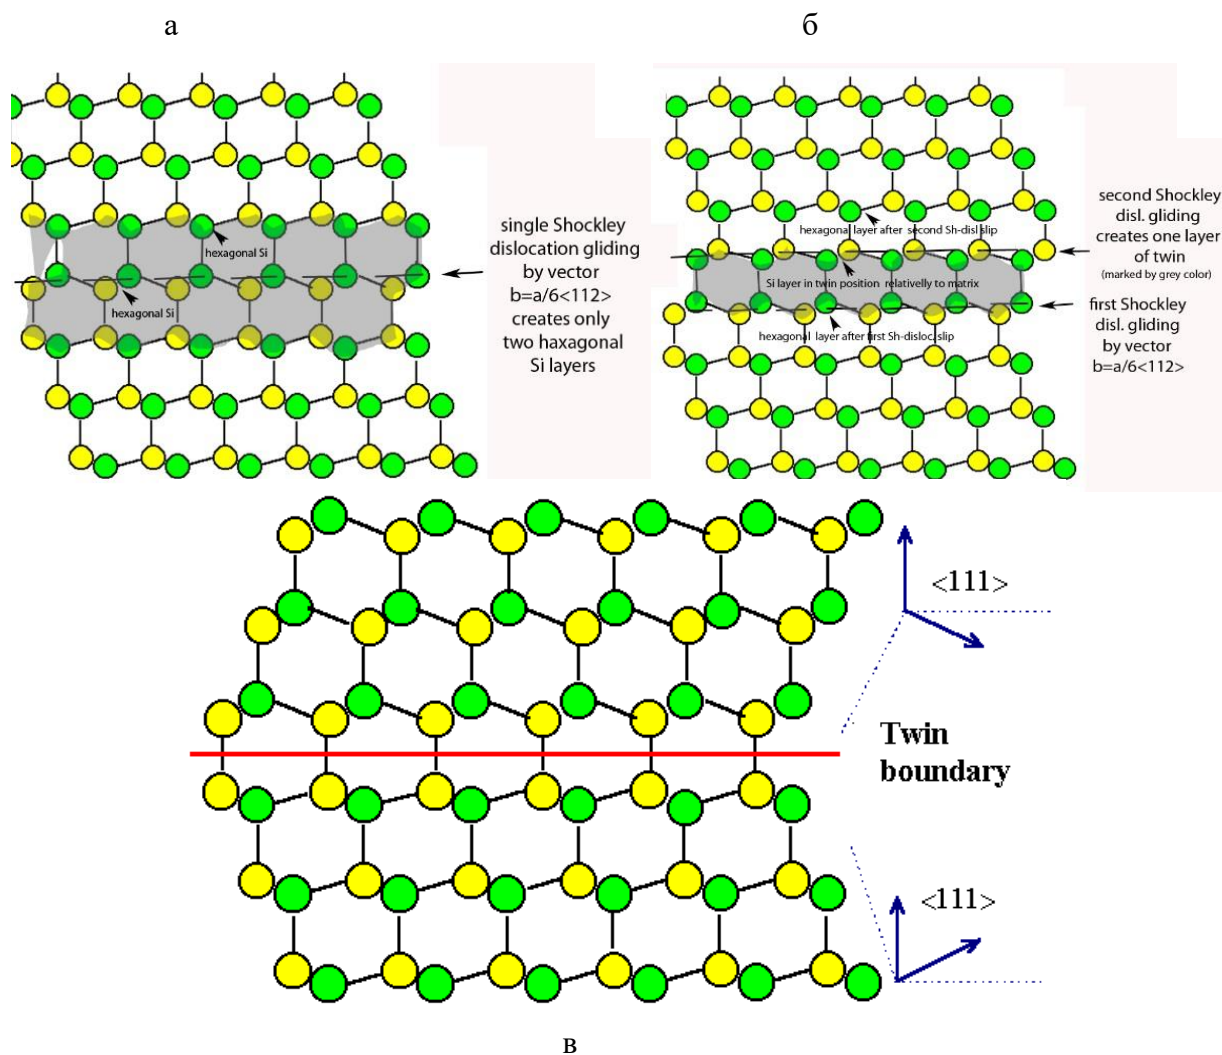 а
б
hexagonal Si
hexagonal Si
single Shockley
dislocation gliding
by vector
b=a/6<112>
creates only
two haxagonal
Si layers
hexagonal layer after second Sh-disl slip
Si layer in twin position relativelly to matrix
hexagonal layer after first Sh-disloc.slip
second Shockley
disl. gliding
creates one layer
of twin
(marked by grey color)
first Shockley
disl. gliding
by vector
b=a/6<112>
<111>
Twin
boundary
<111>
в